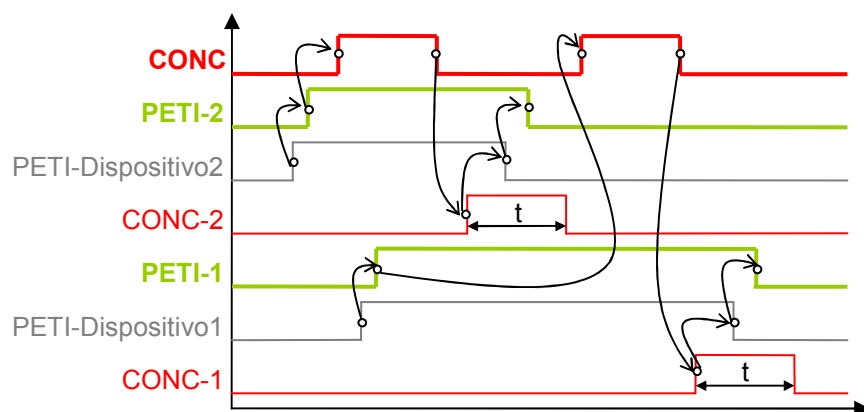 CONC
PETI-2
PETI-Dispositivo2
CONC-2
t
PETI-1
PETI-Dispositivo1
CONC-1
t